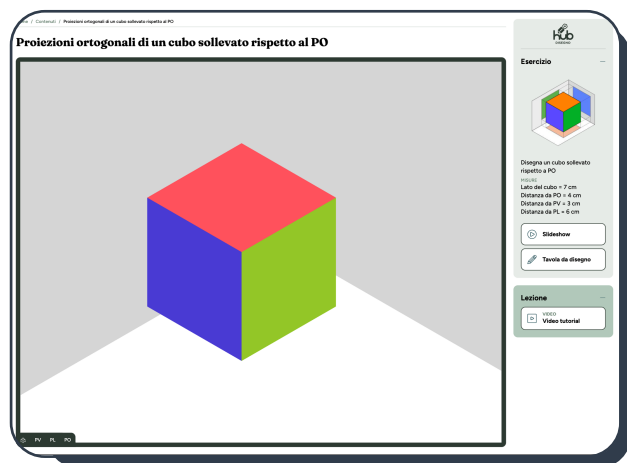 / Contenuti / Proiezioni ortogonali di un cubo sollevato rispetto al PO
Proiezioni ortogonali di un cubo sollevato rispetto al PO
PV PL PO
hub
Esercizio
Disegna un cubo sollevato
rispetto a PO
MISURE
Lato del cubo = 7 cm
Distanza da PO = 4 cm
Distanza da PV = 3 cm
Distanza da PL = 6 cm
Slideshow
Tavola da disegno
Lezione
VIDEO
Video tutorial